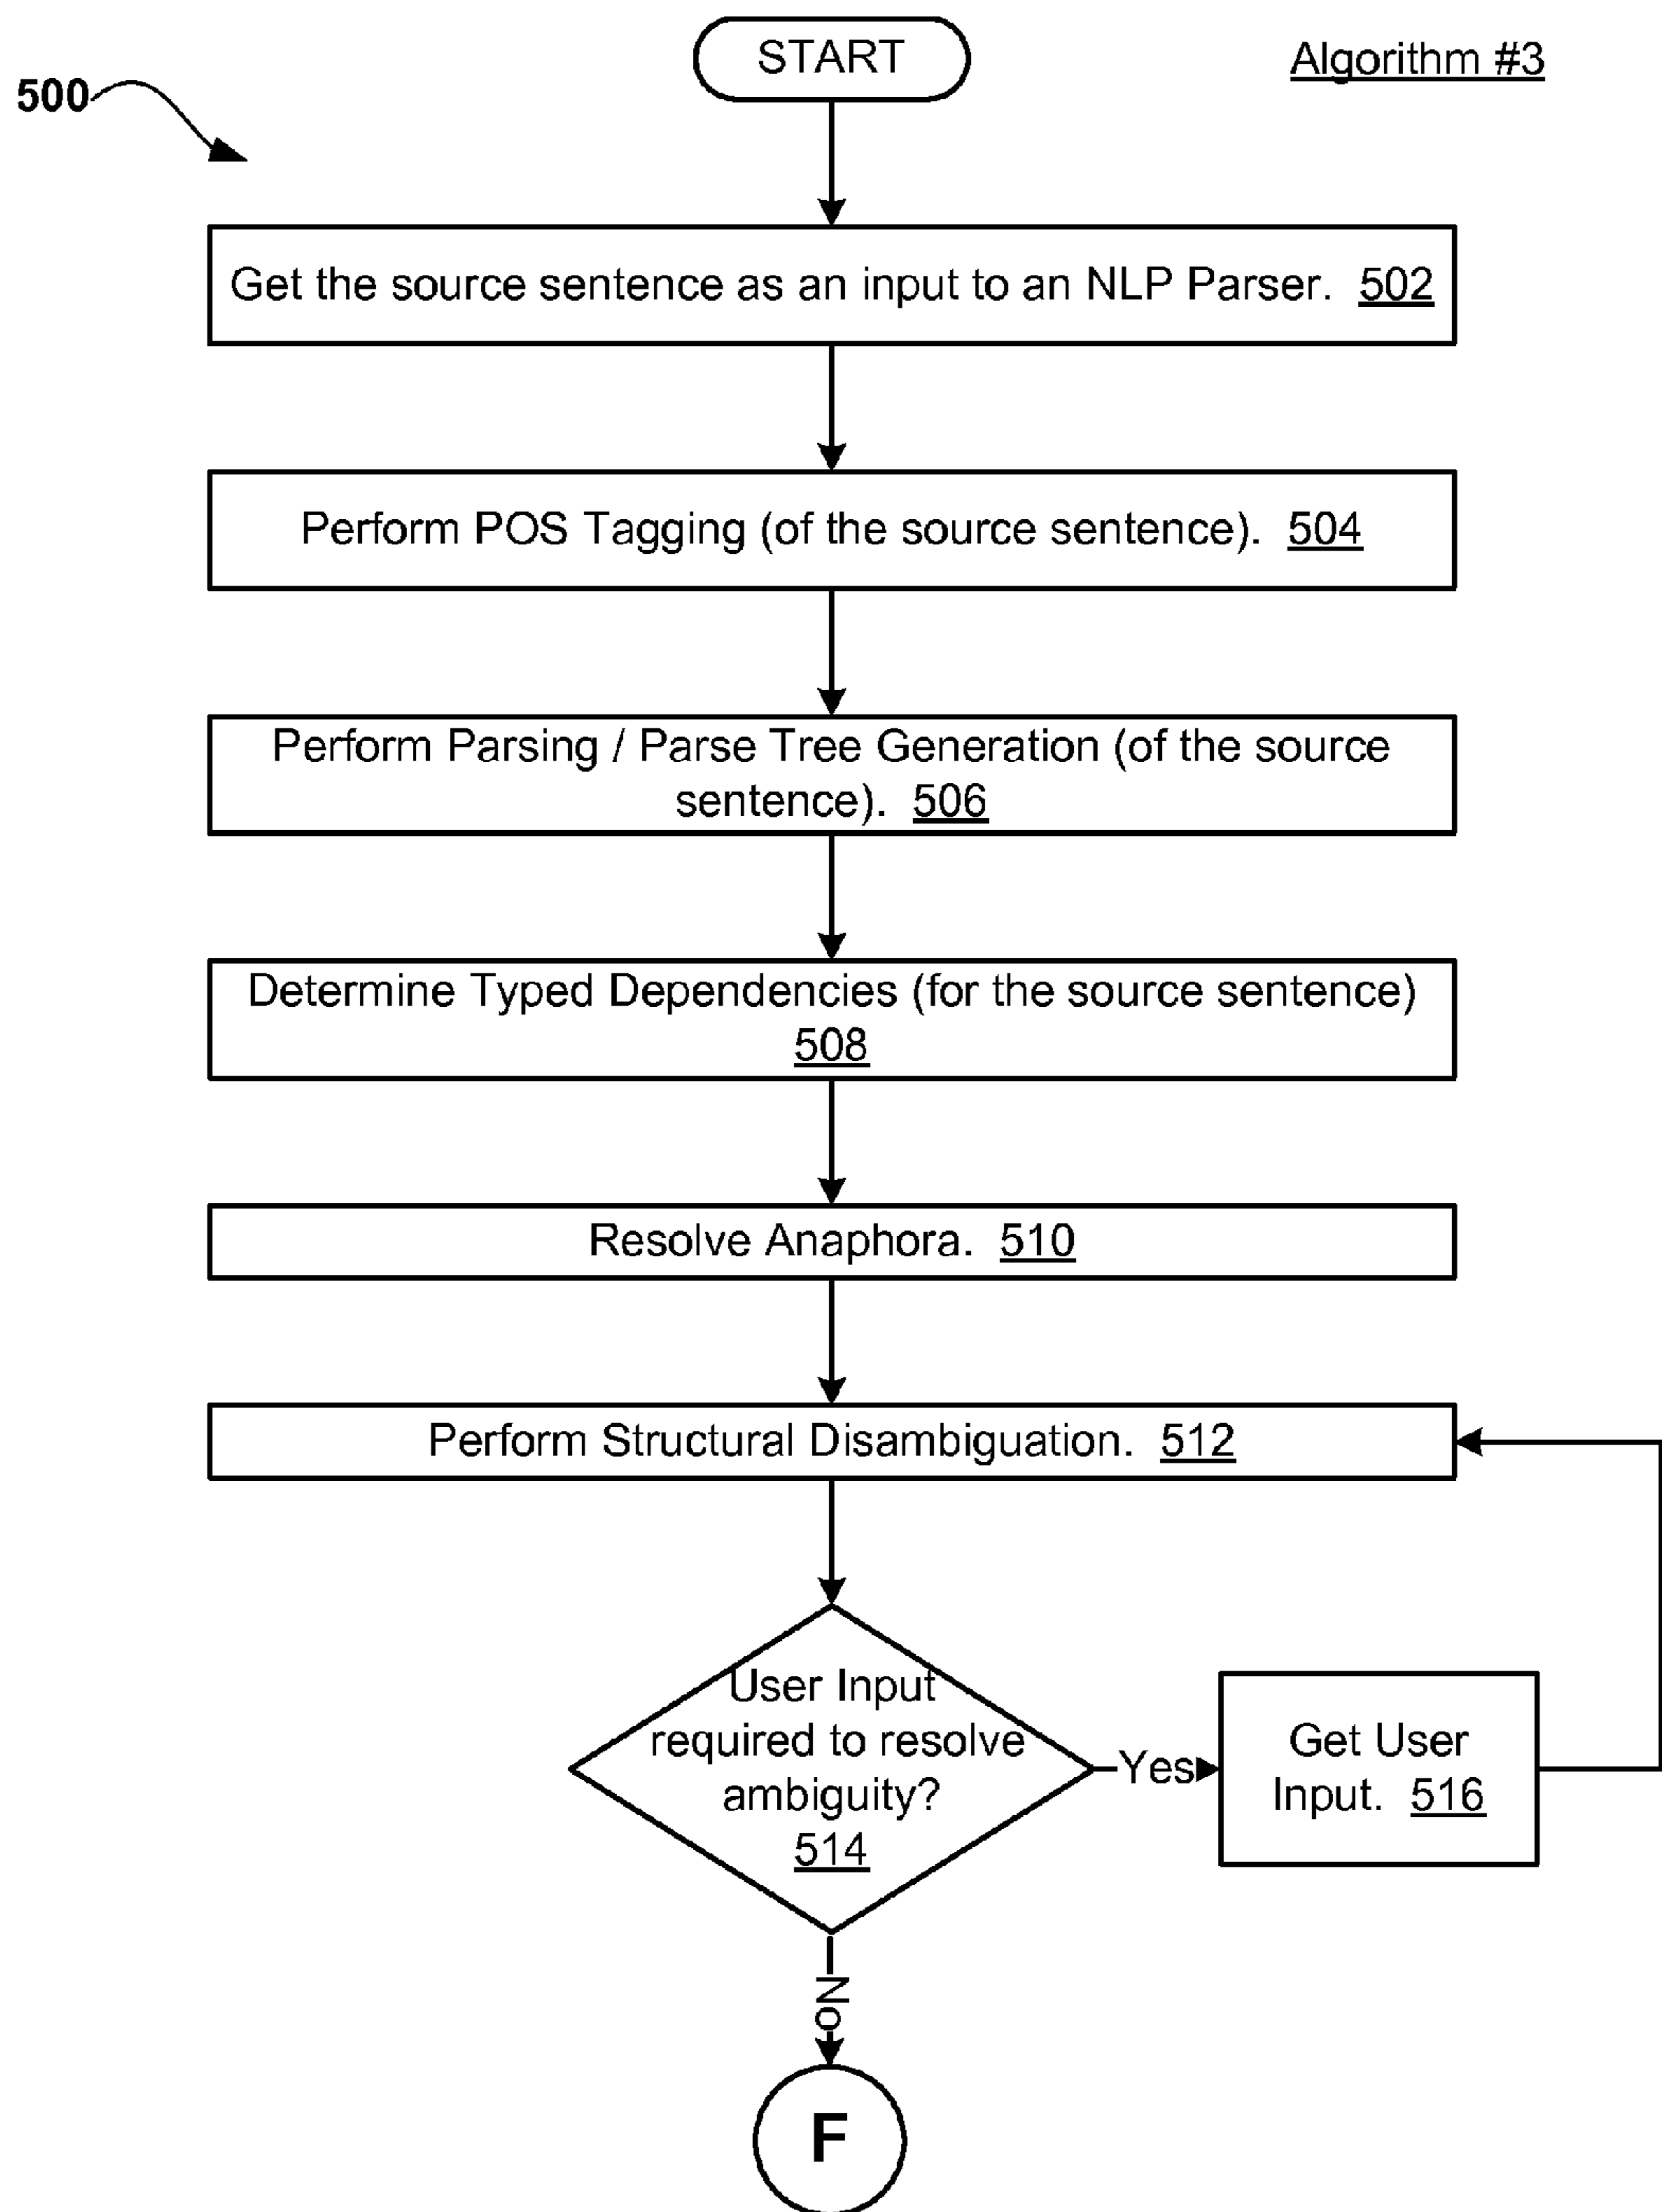 START
Algorithm #3
500
Get the source sentence as an input to an NLP Parser. 502
Perform POS Tagging (of the source sentence). 504
Perform Parsing / Parse Tree Generation (of the source
sentence). 506
Determine Typed Dependencies (for the source sentence)
508
Resolve Anaphora. 510
Perform Structural Disambiguation. 512
User Input
required to resolve
ambiguity?
514
Yes
Get User
Input. 516
No
F